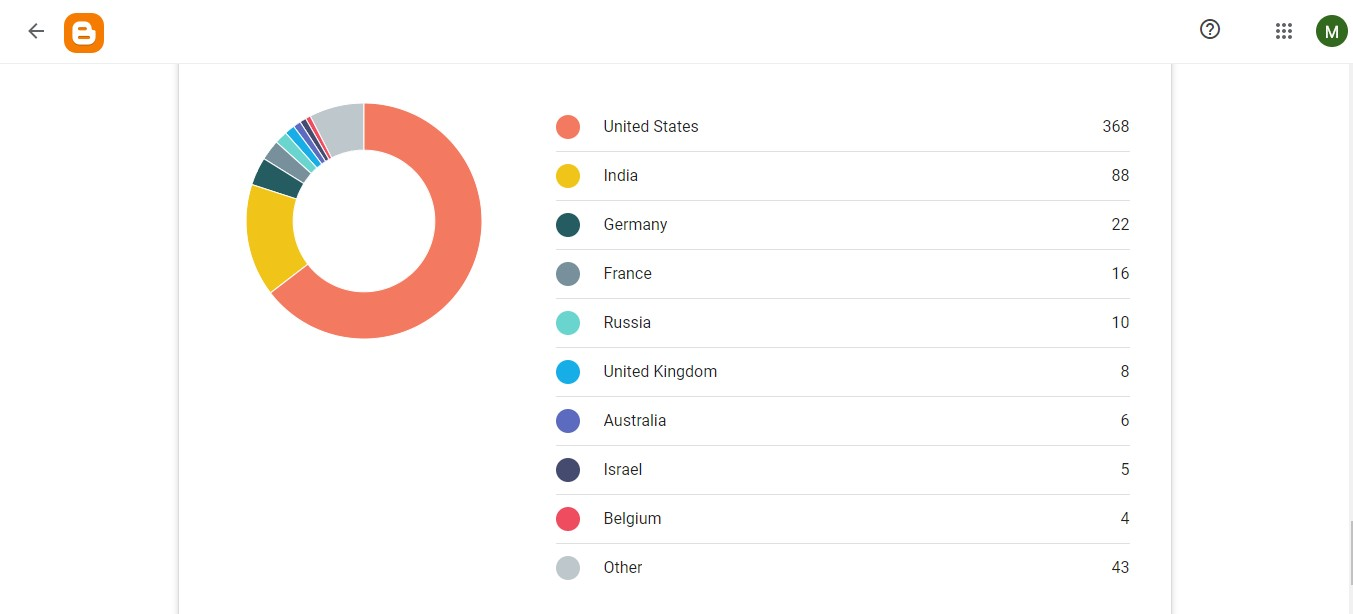 M
United States 368
India 88
Germany 22
France 16
Russia 10
United Kingdom 8
Australia 6
Israel 5
Belgium 4
Other 43